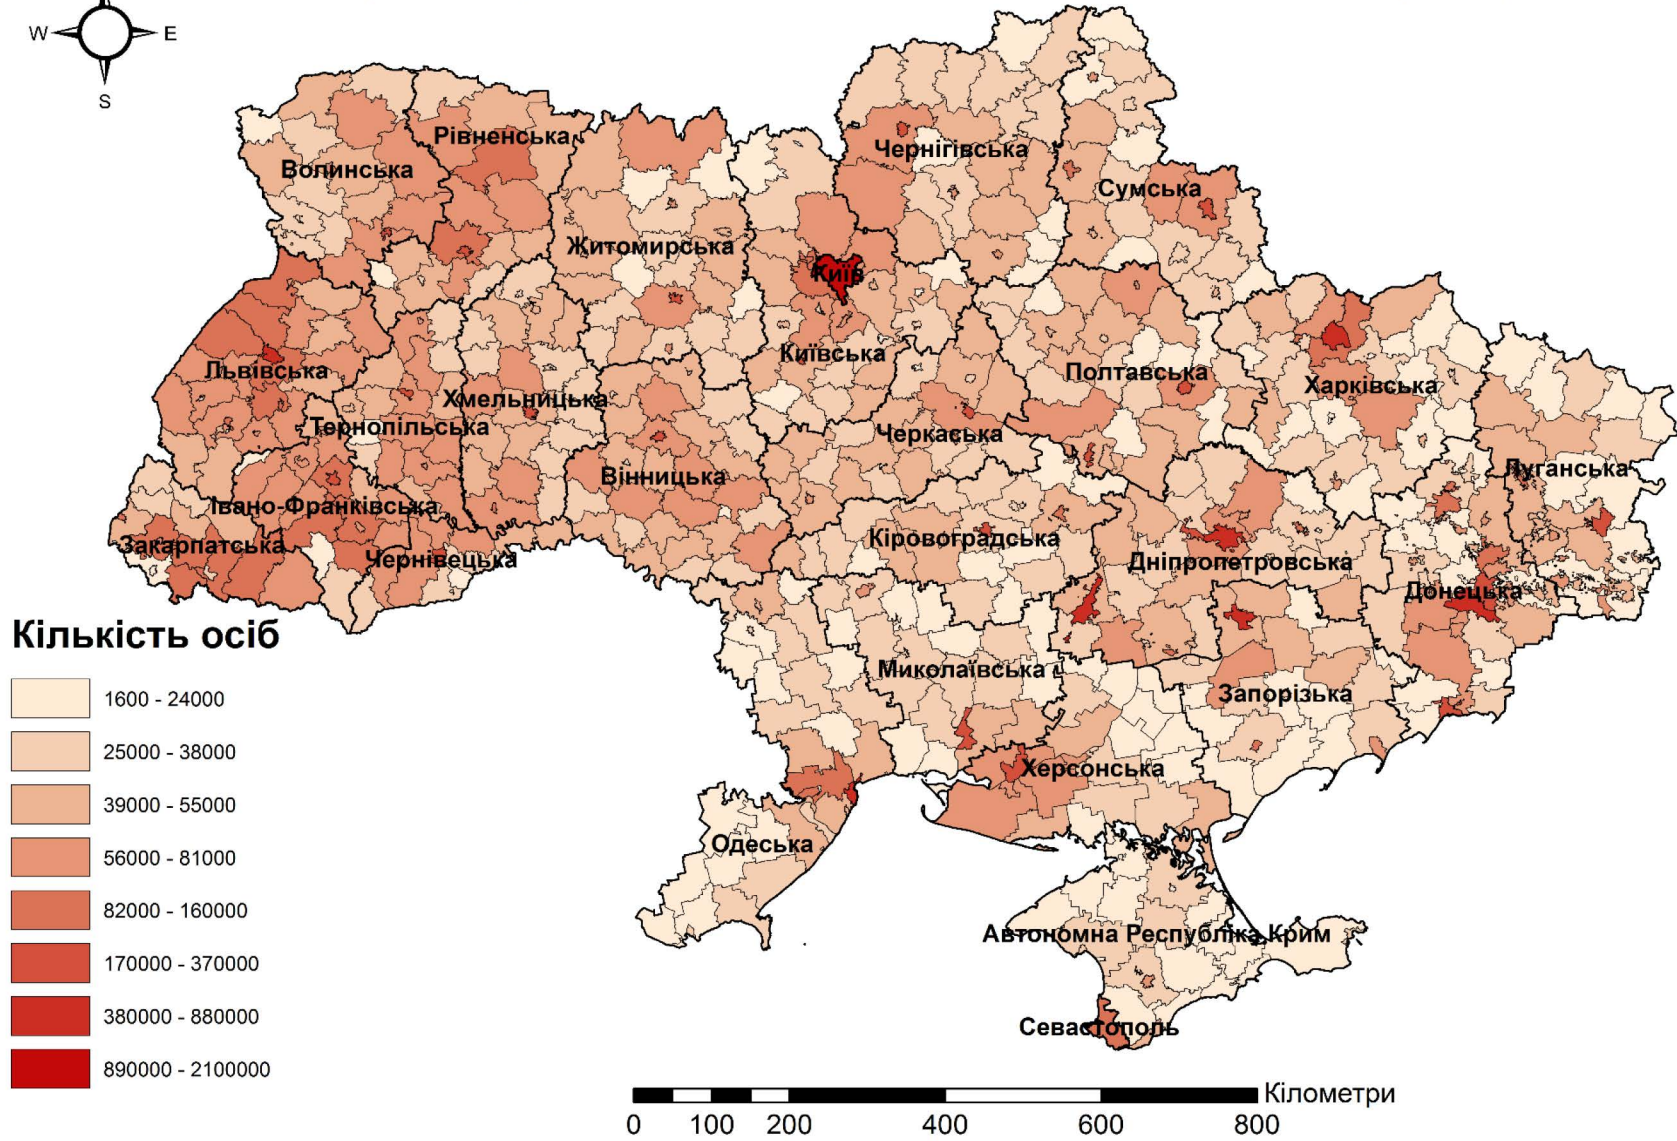 W E
S
Рівненська
Чернігівська
Волинська
Сумська
Житомирська
Київ
Київська
Львівська
Полтавська
Харківська
Хмельницька
Тернопільська
Черкаська
Луганська
Вінницька
Івано-Франківська
Закарпатська
Чернівецька
Кіровоградська
Дніпропетровська
Донецька
Миколаївська
Запорізька
Херсонська
Одеська
Автономна Республіка Крим
Севастополь
Кількість осіб
1600 - 24000
25000 - 38000
39000 - 55000
56000 - 81000
82000 - 160000
170000 - 370000
380000 - 880000
890000 - 2100000
Кілометри
0 100 200 400 600 800